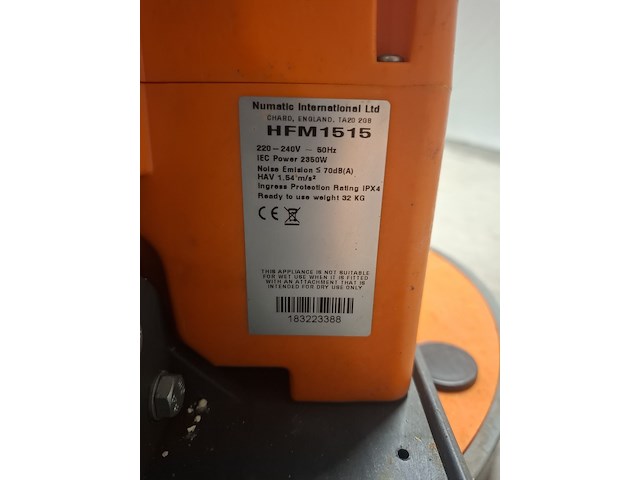 Numatic International Ltd
CHARD, ENGLAND. TA20 2GB
HFM1515
220-240V ~ 50Hz
IEC Power 2350W
Noise Emision ≤ 70dB(A)
HAV 1.54 m/s²
Ingress Protection Rating IPX4
Ready to use weight 32 KG
CE
THIS APPLIANCE IS NOT SUITABLE
FOR WET USE WHEN IT IS FITTED
WITH AN ATTACHMENT THAT IS
INTENDED FOR DRY USE ONLY
183223388